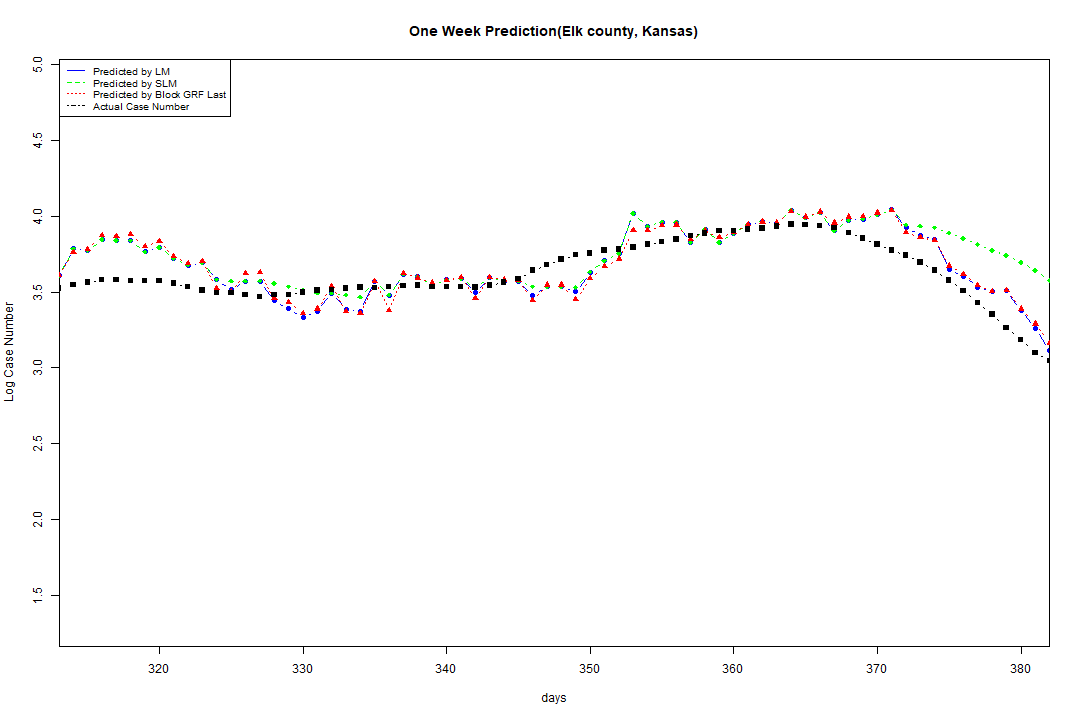 One Week Prediction(Elk county, Kansas)
Predicted by LM
Predicted by SLM
Predicted by Block GRF Last
Actual Case Number
5.0
4.5
4.0
3.5
3.0
2.5
2.0
1.5
Log Case Number
320 330 340 350 360 370 380
days